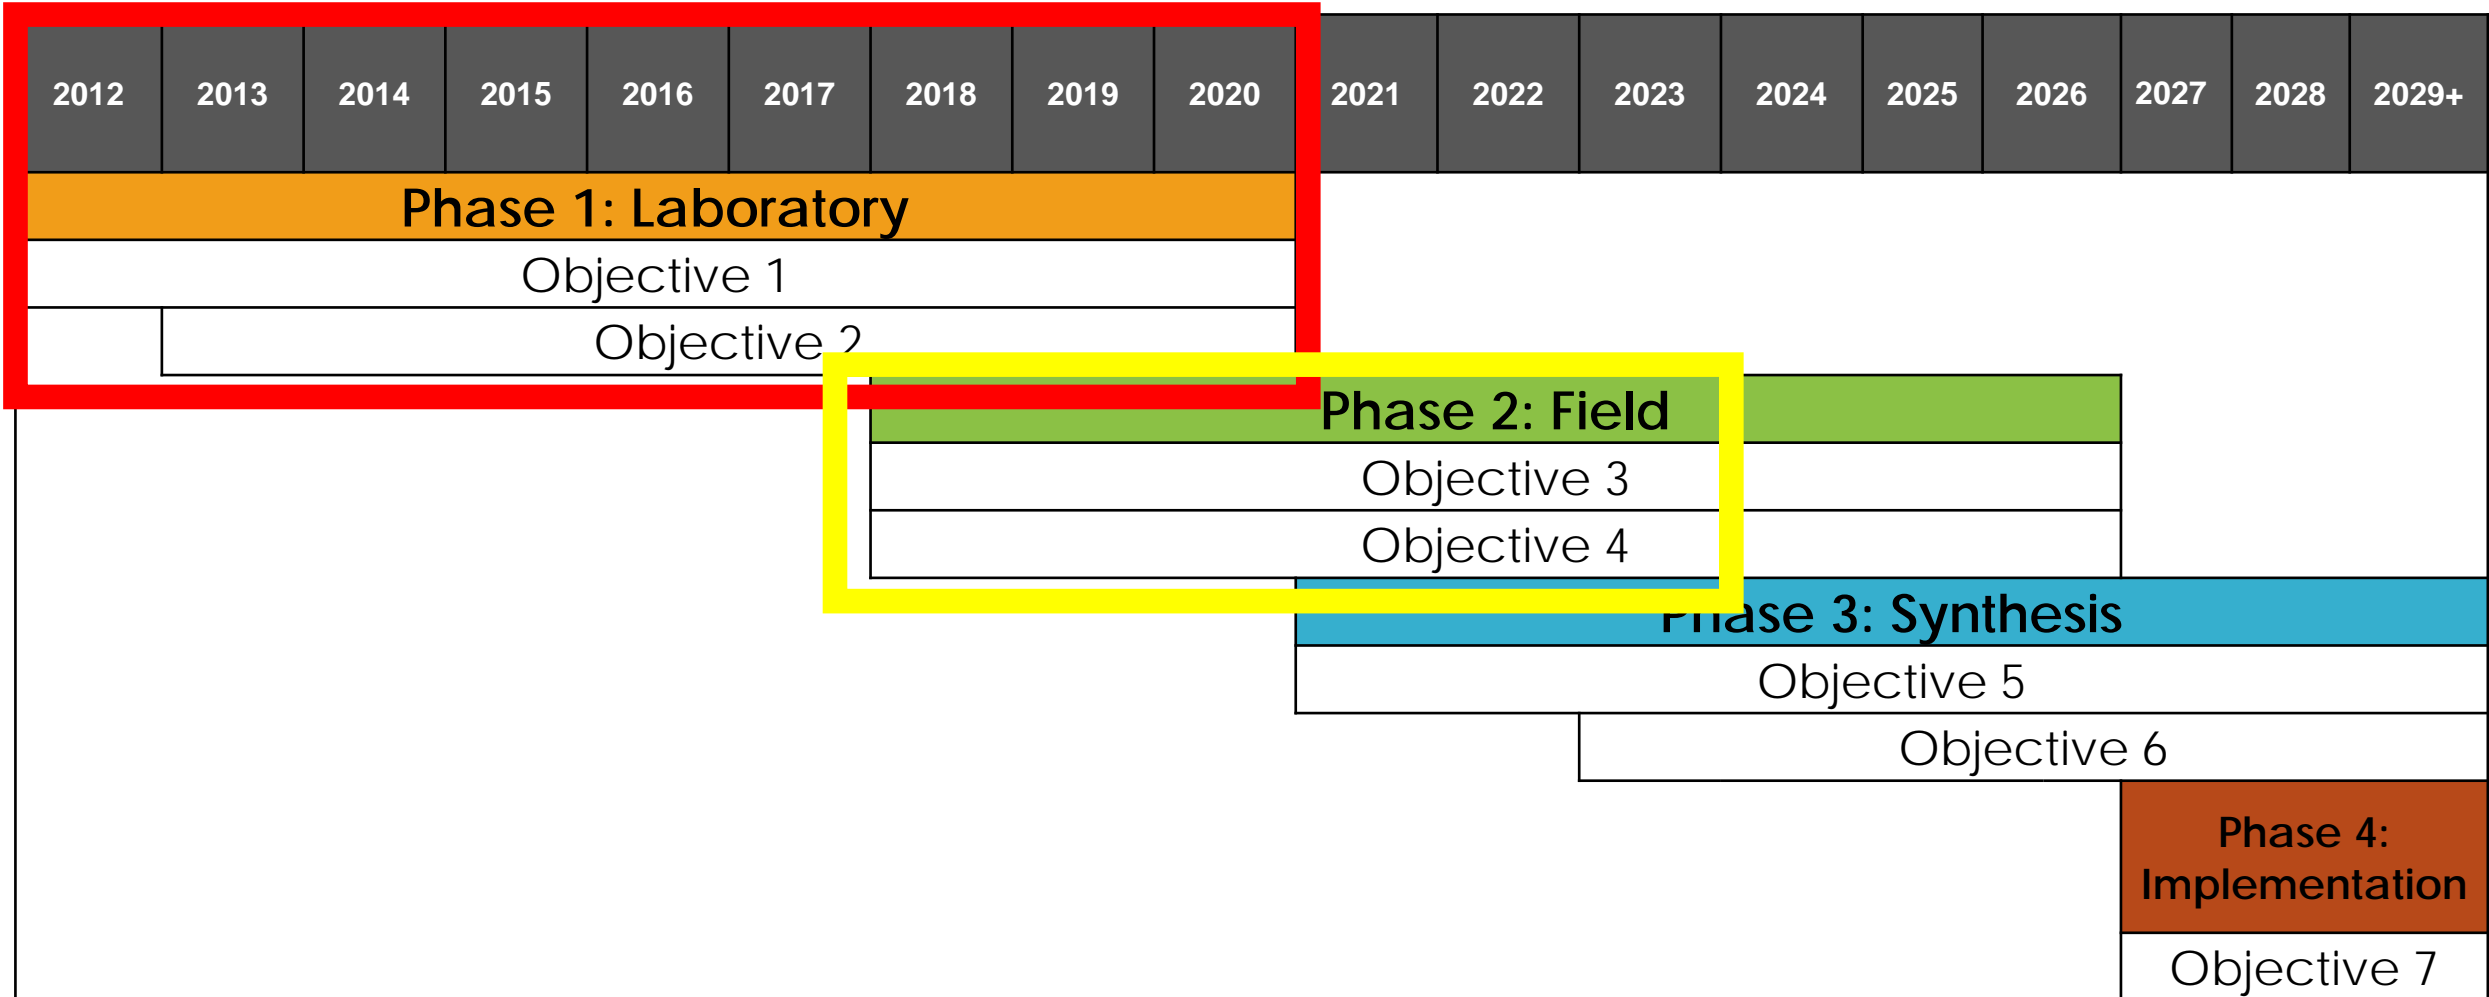 2012 2013 2014 2015 2016 2017 2018 2019 2020 2021 2022 2023 2024 2025 2026 2027 2028 2029+
Phase 1: Laboratory
Objective 1
Objective 2
Phase 2: Field
Objective 3
Objective 4
Phase 3: Synthesis
Objective 5
Objective 6
Phase 4:
Implementation
Objective 7